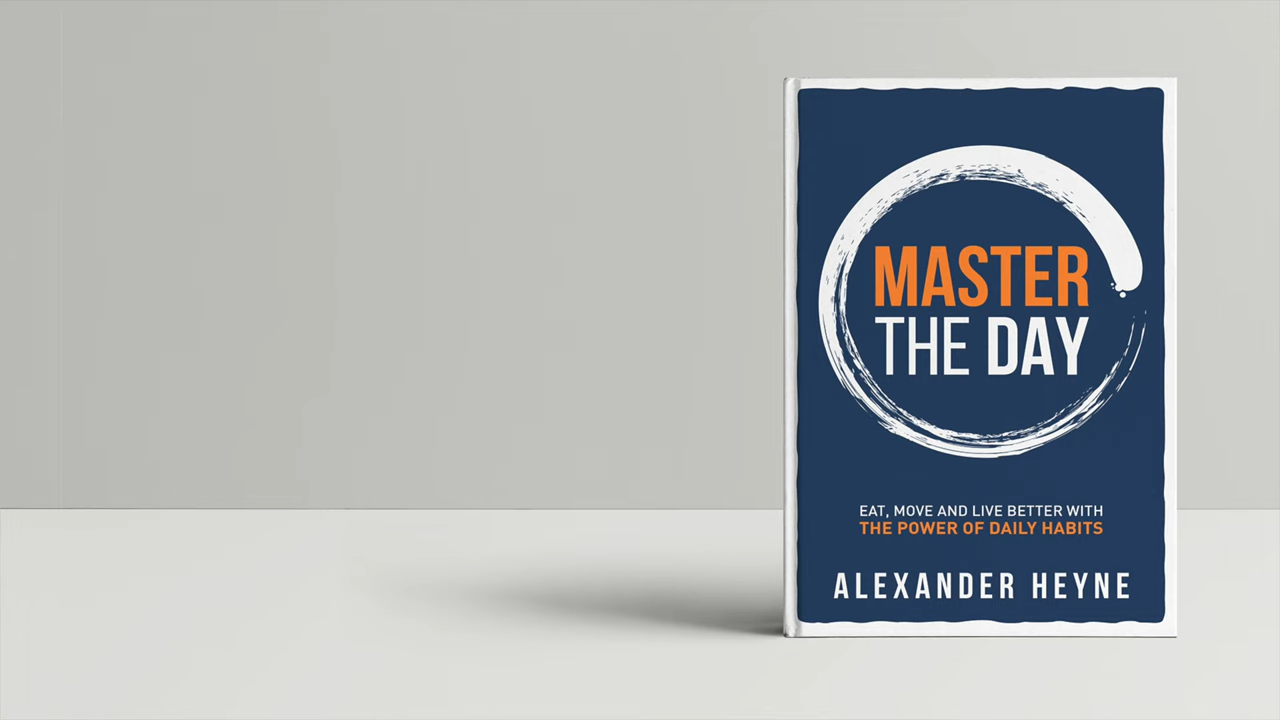 MASTER
THE DAY
EAT, MOVE AND LIVE BETTER WITH
THE POWER OF DAILY HABITS
ALEXANDER HEYNE